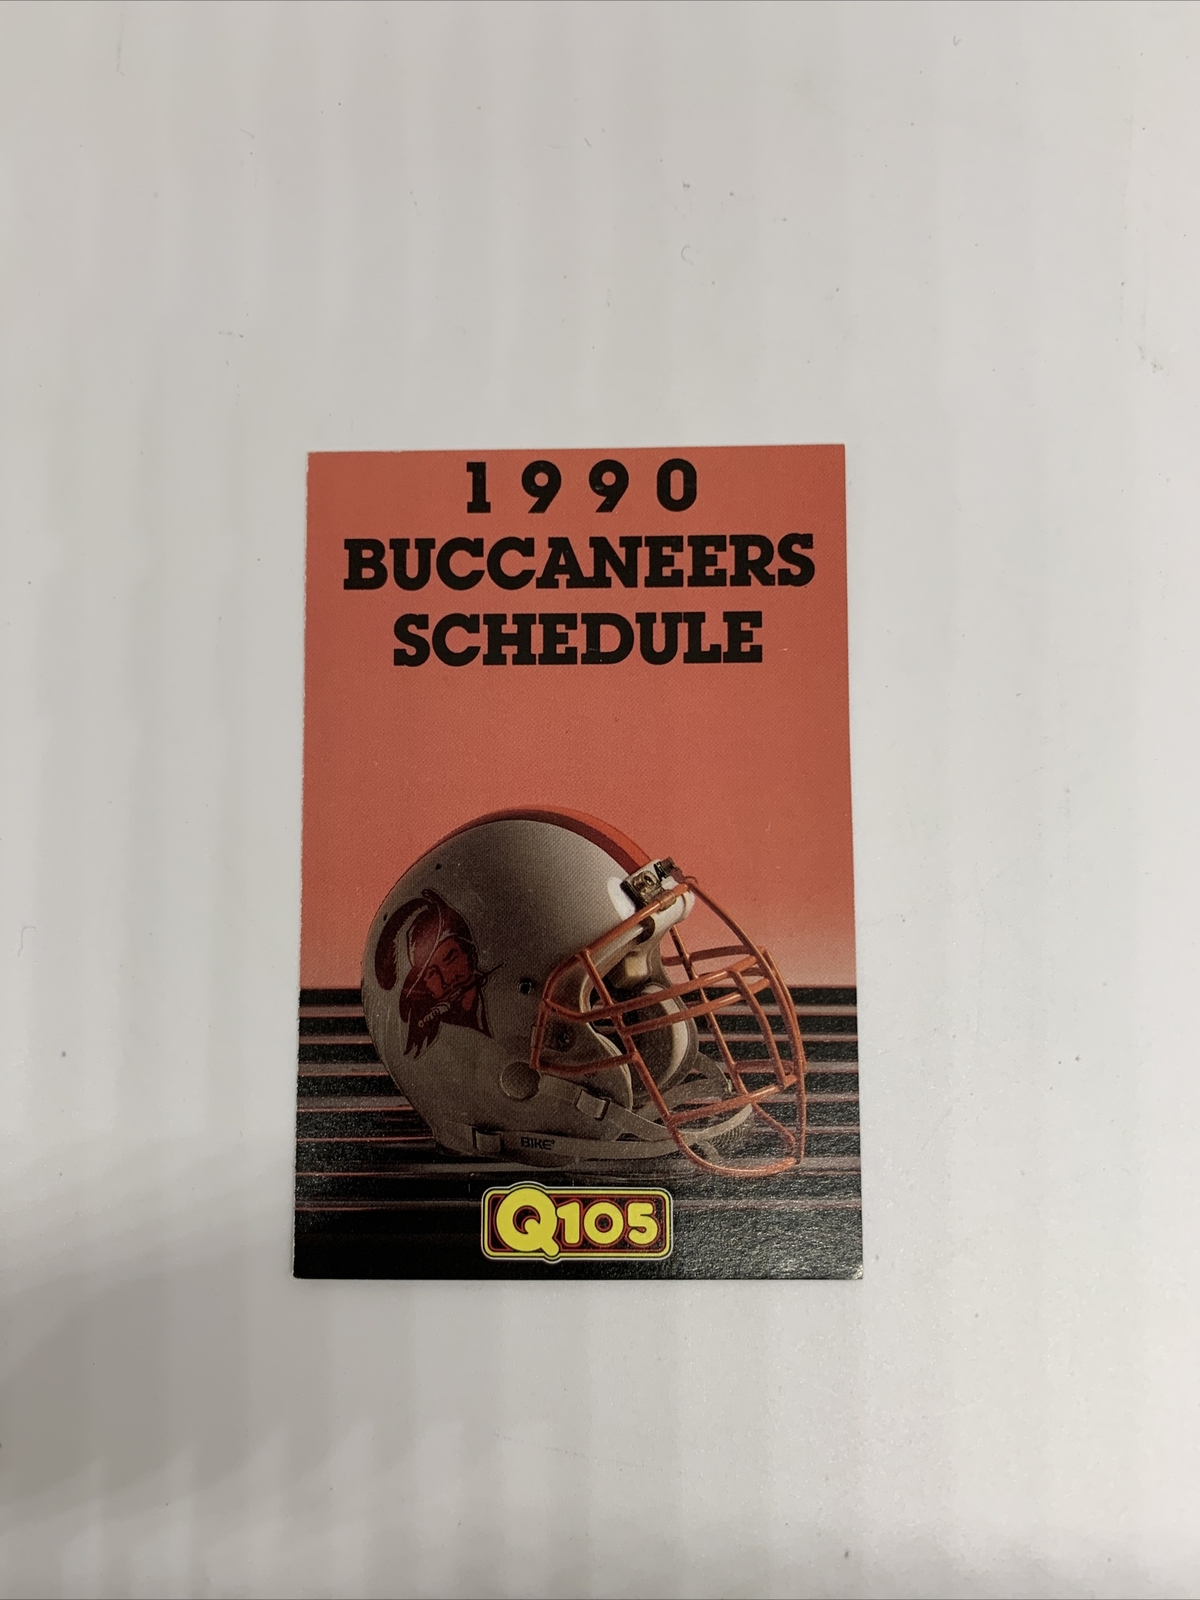 1990
BUCCANEERS
SCHEDULE
BIKE
Q105